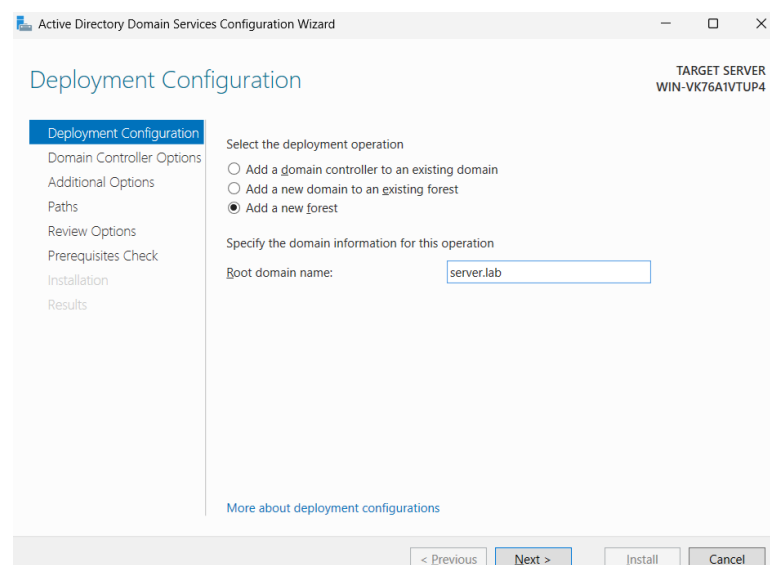 Active Directory Domain Services Configuration Wizard
Deployment Configuration
TARGET SERVER
WIN-VK76A1VTUP4
Deployment Configuration
Domain Controller Options
Additional Options
Paths
Review Options
Prerequisites Check
Installation
Results
Select the deployment operation
Add a domain controller to an existing domain
Add a new domain to an existing forest
Add a new forest
Specify the domain information for this operation
Root domain name:
server.lab
More about deployment configurations
< Previous
Next >
Install
Cancel